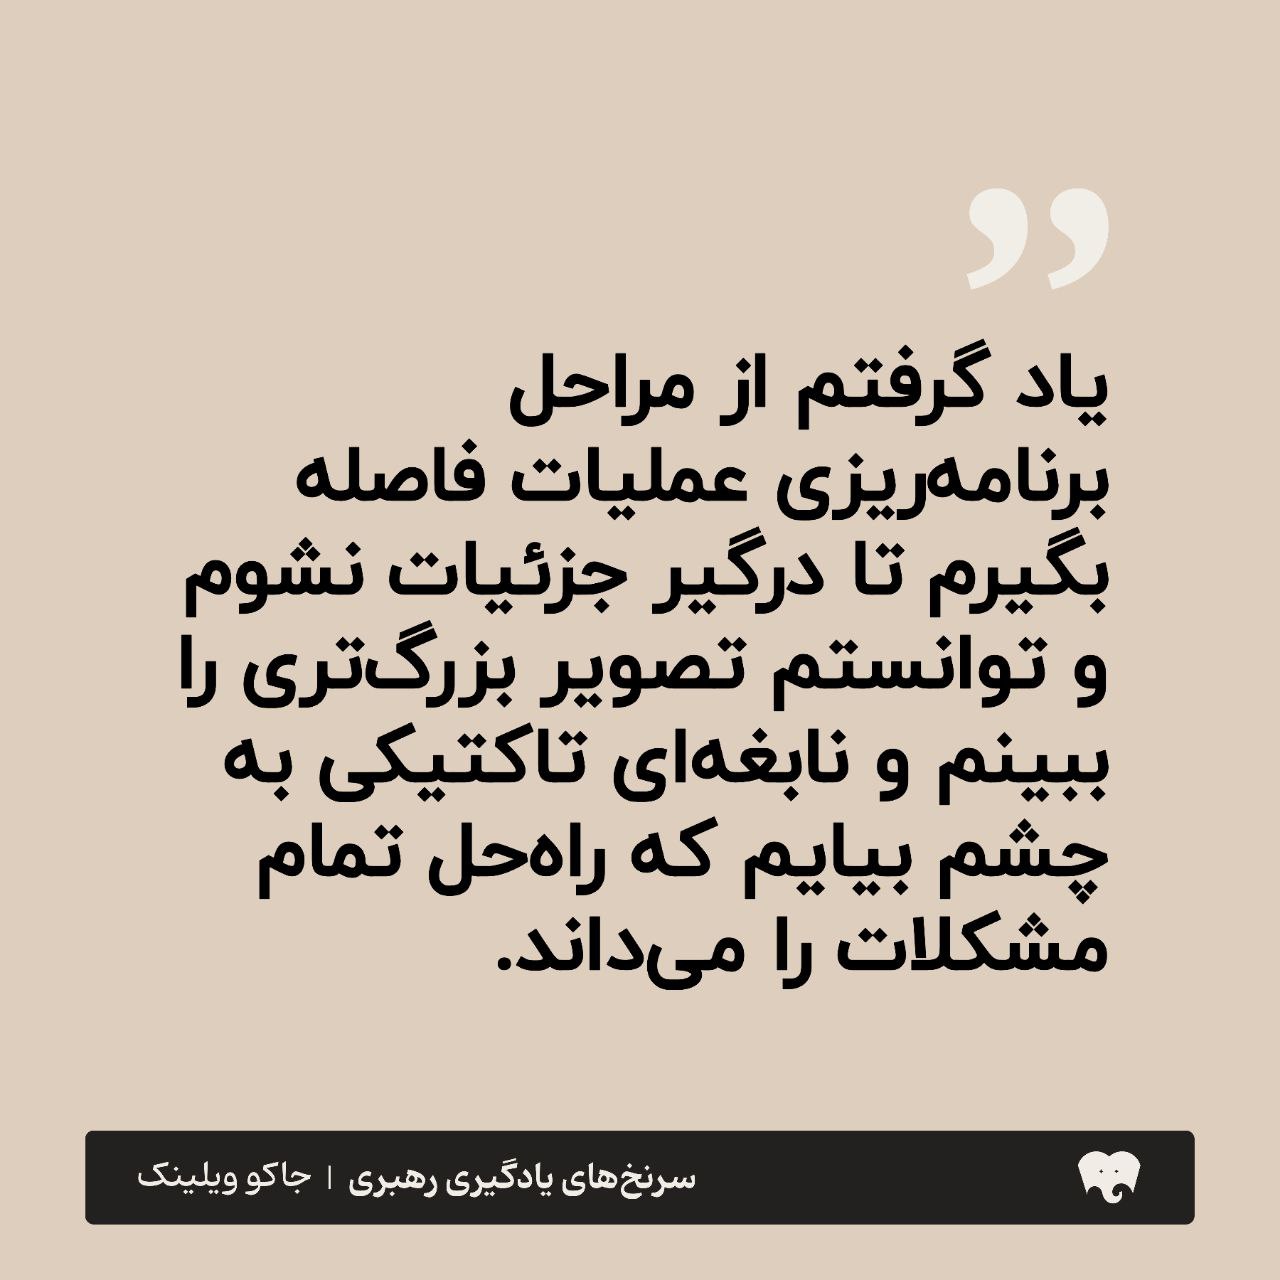 ”
یاد گرفتم از مراحل
برنامه‌ریزی عملیات فاصله
بگیرم تا درگیر جزئیات نشوم
و توانستم تصویر بزرگ‌تری را
ببینم و نابغه‌ای تاکتیکی به
چشم بیایم که راه‌حل تمام
مشکلات را می‌داند.
سرنخ‌های یادگیری رهبری | جاکو ویلینک